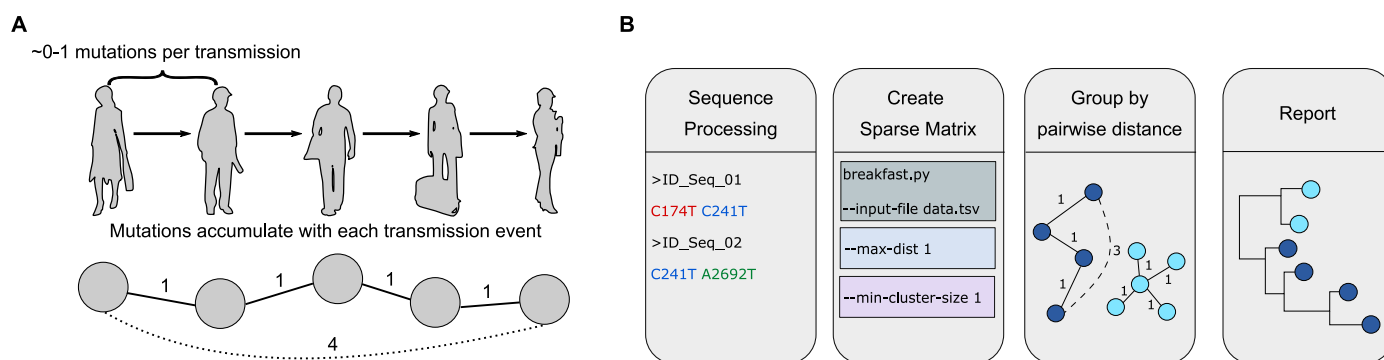 A
~0-1 mutations per transmission
Mutations accumulate with each transmission event
1
1
1
1
4
B
Sequence
Processing
>ID_Seq_01
C174T C241T
>ID_Seq_02
C241T A2692T
Create
Sparse Matrix
breakfast.py
--input-file data.tsv
--max-dist 1
--min-cluster-size 1
Group by
pairwise distance
1
1
3
1
1
1
1
1
Report